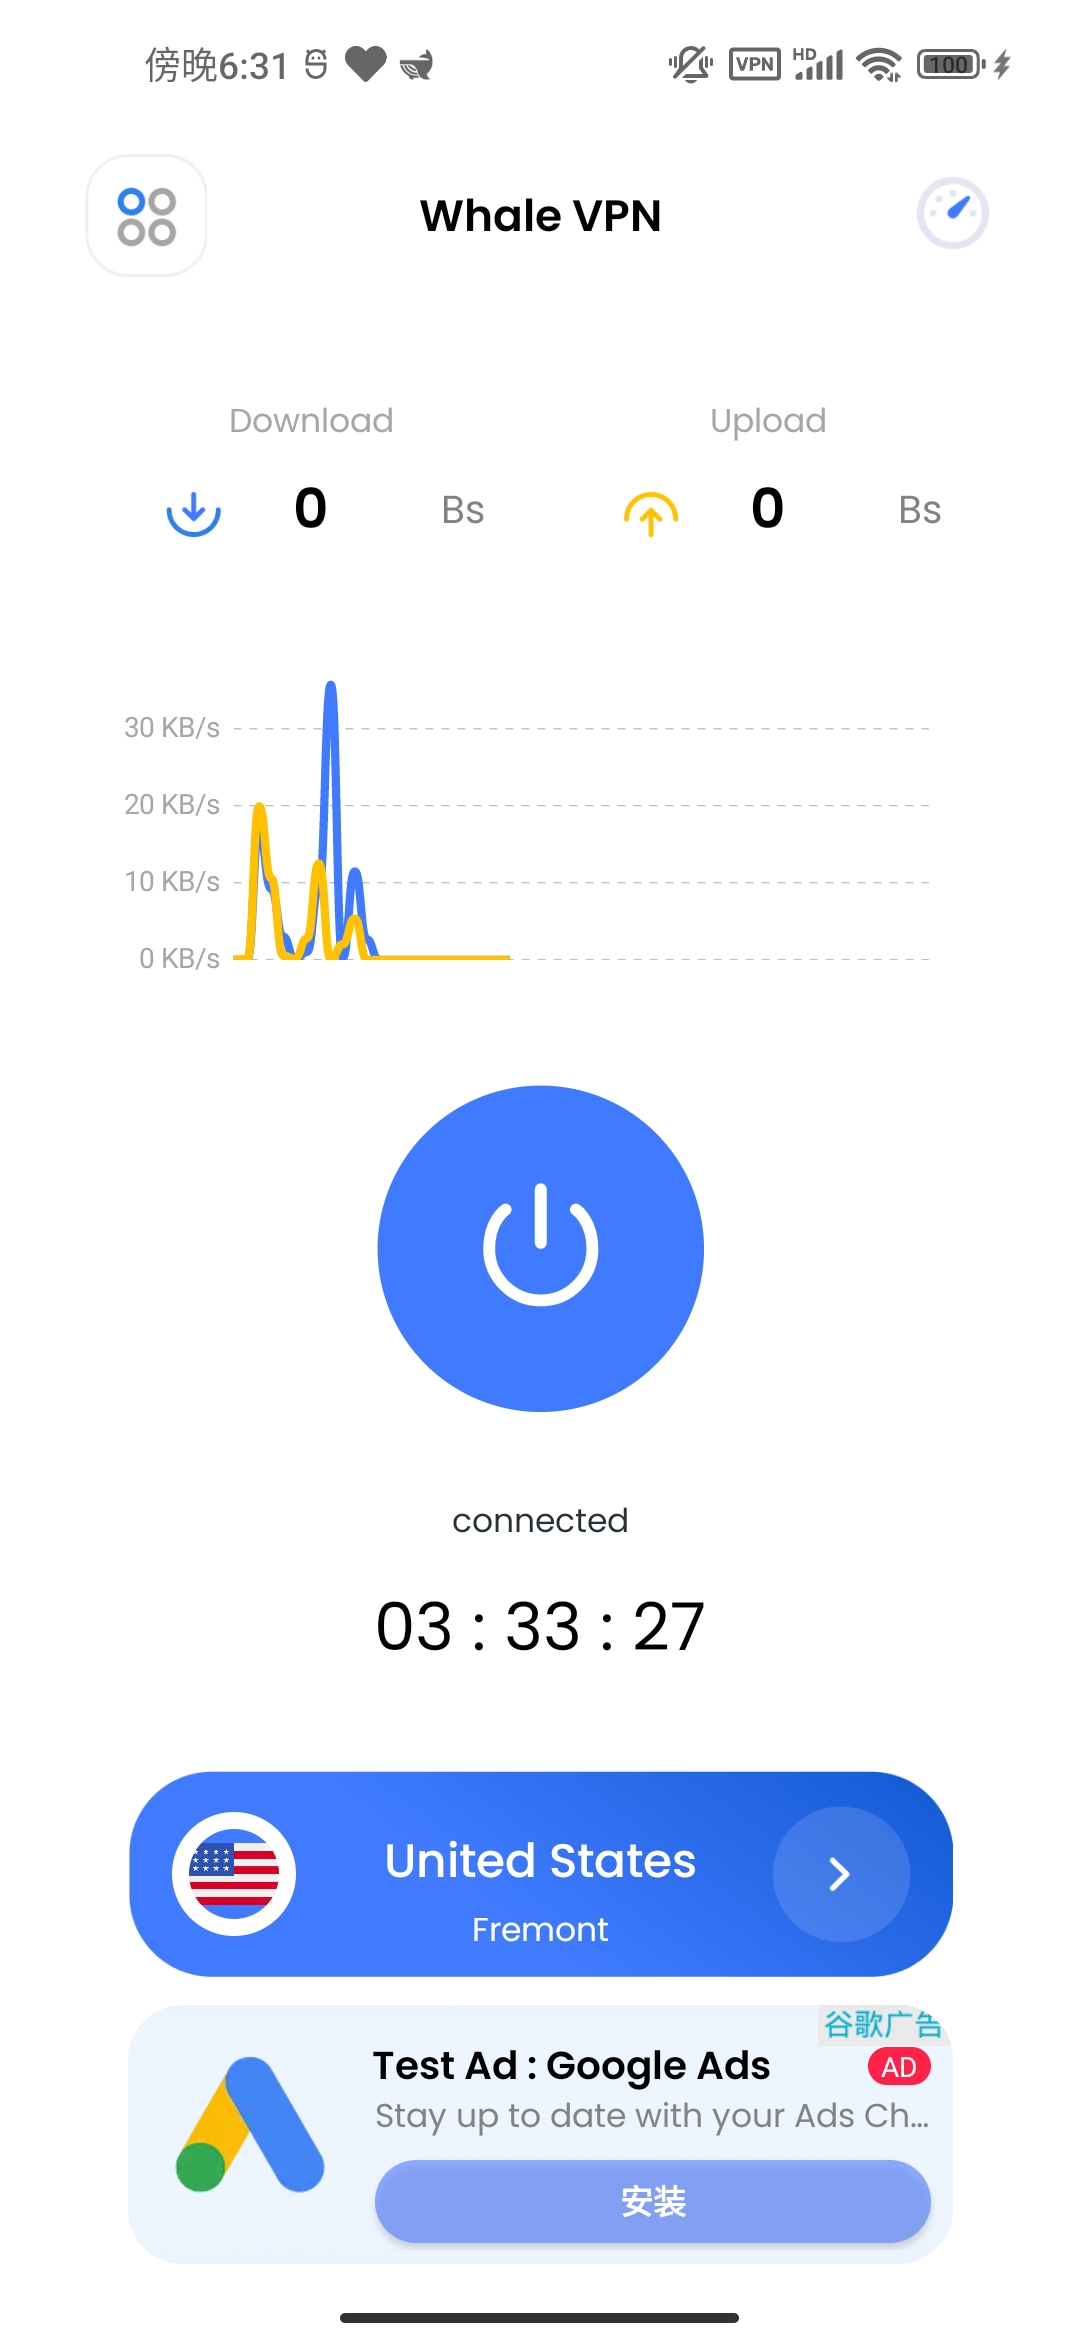 傍晚6:31 VPN HD 100
Whale VPN
Download Upload
0 Bs 0 Bs
30 KB/s
20 KB/s
10 KB/s
0 KB/s
connected
03 : 33 : 27
United States
Fremont
谷歌广告
Test Ad : Google Ads AD
Stay up to date with your Ads Ch...
安装